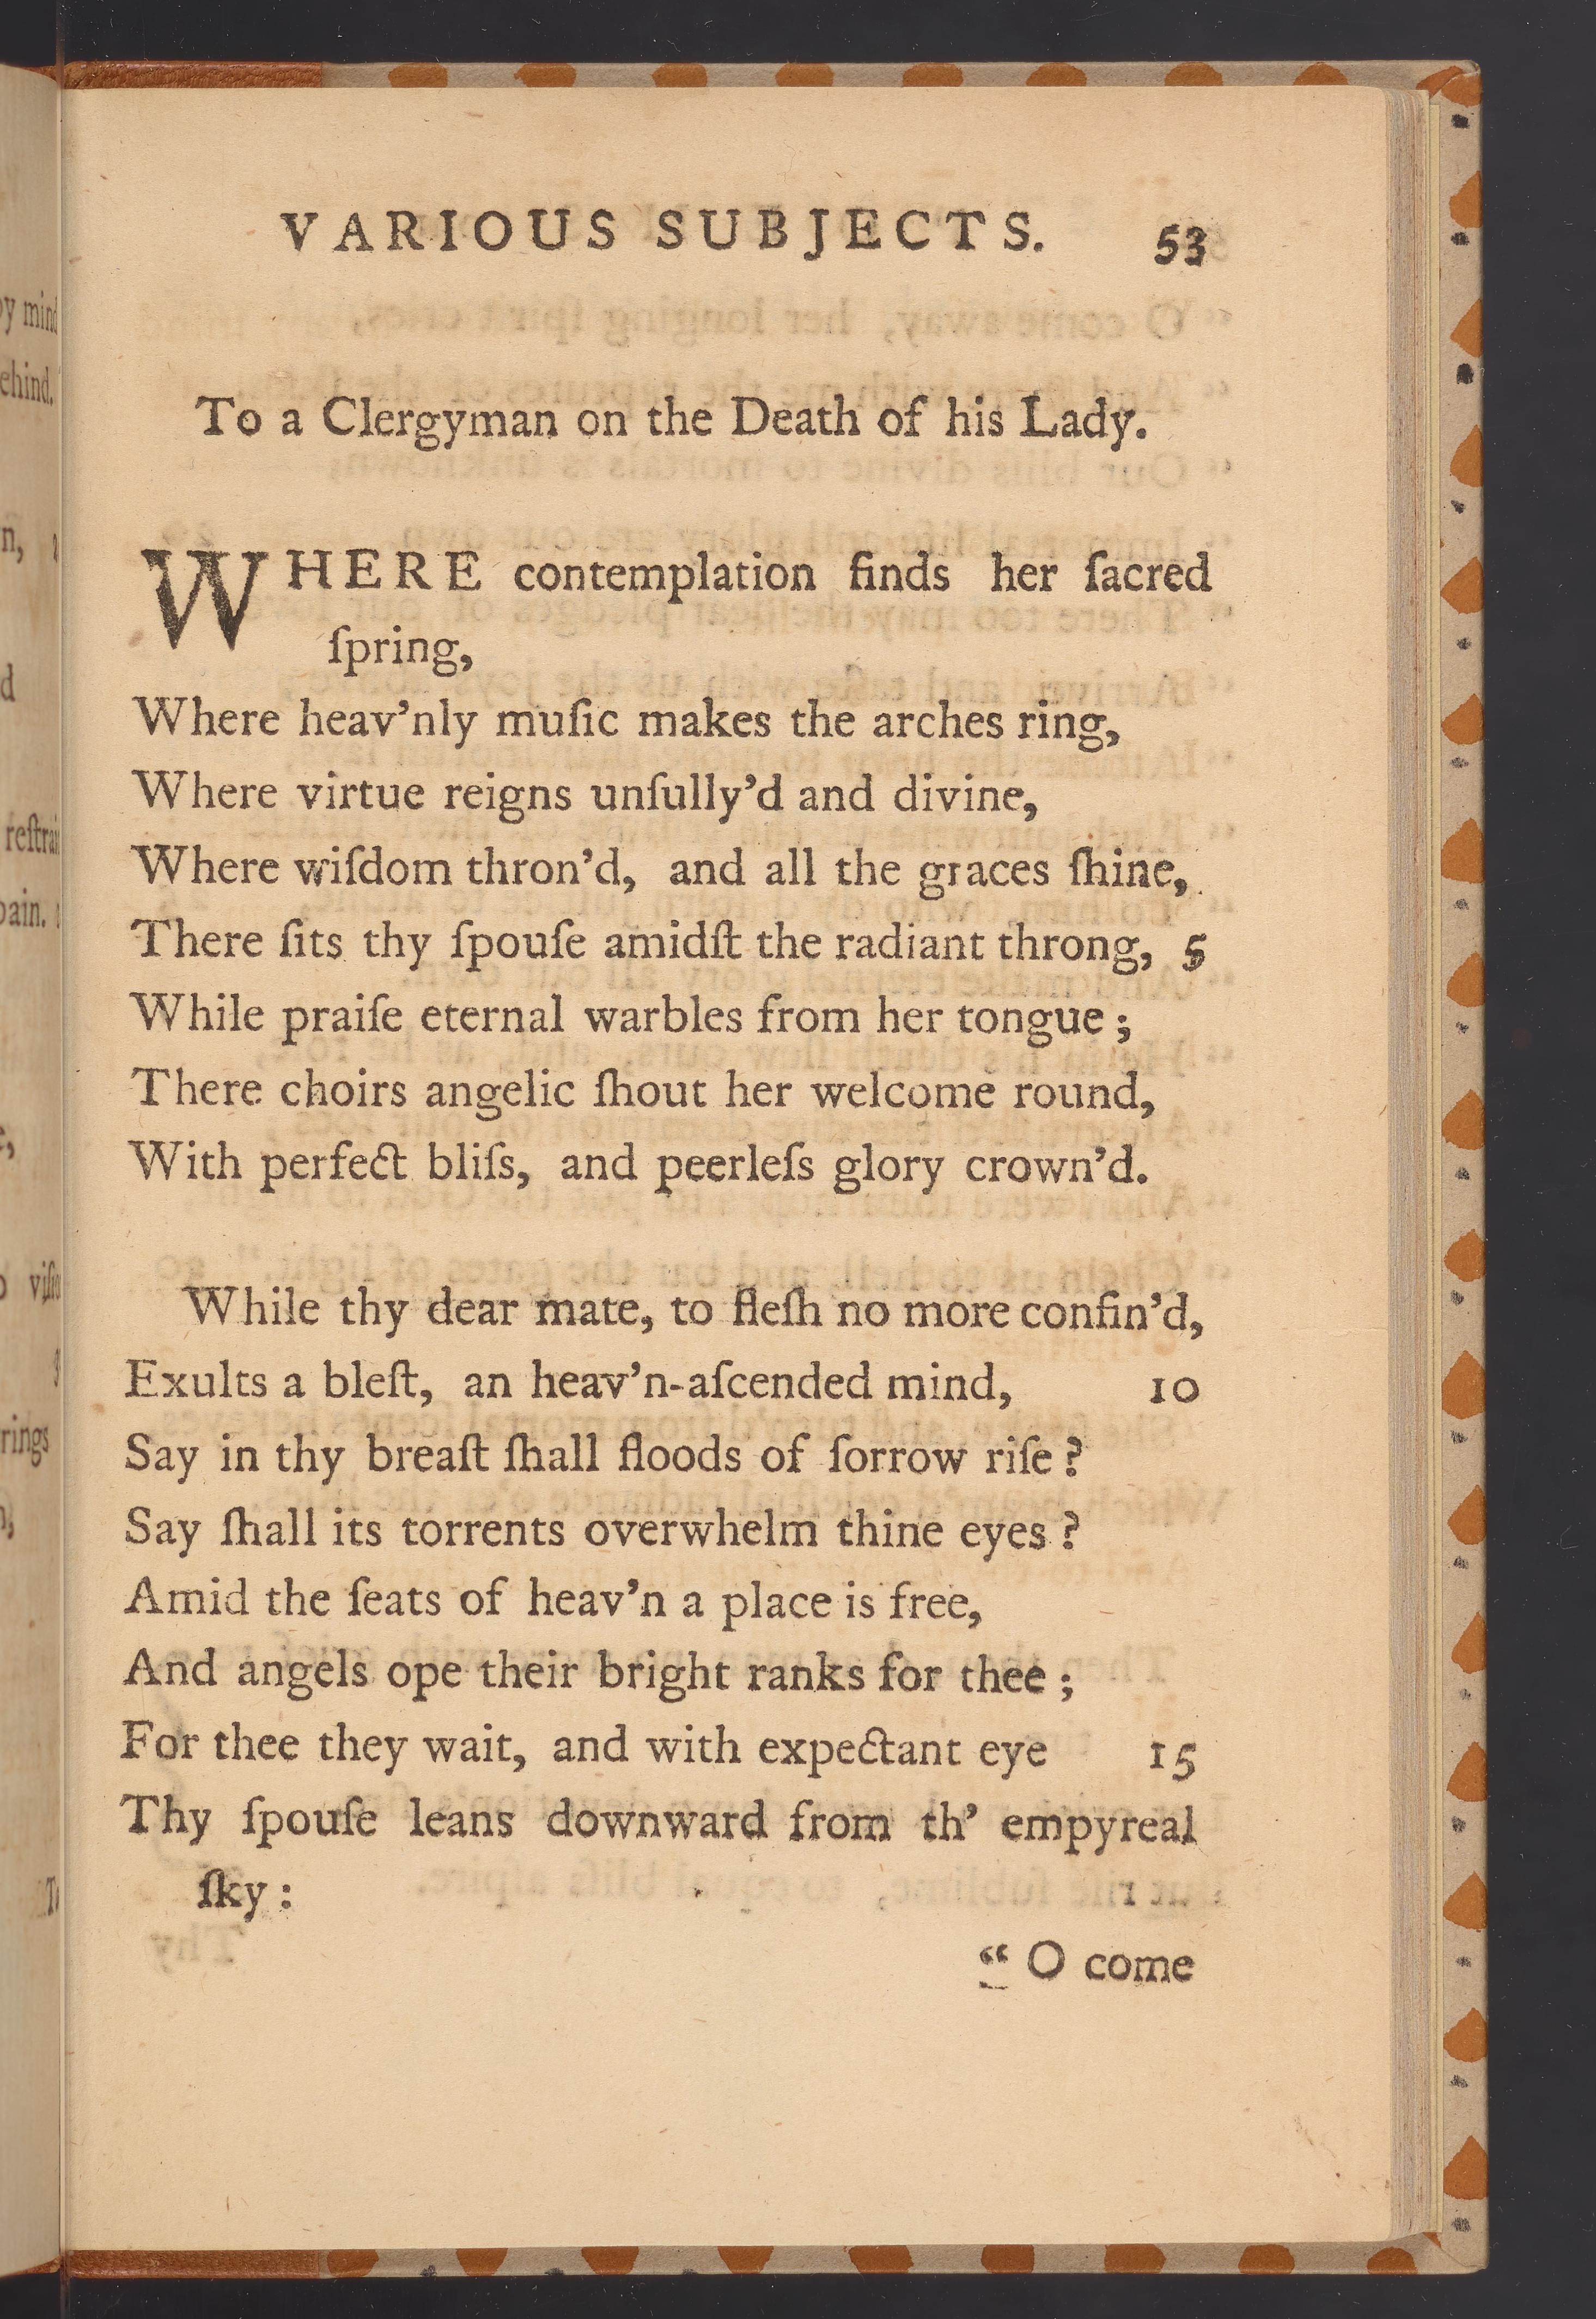 VARIOUS SUBJECTS. 53
To a Clergyman on the Death of his Lady.
WHERE contemplation finds her ſacred
ſpring,
Where heav’nly muſic makes the arches ring,
Where virtue reigns unſully’d and divine,
Where wiſdom thron’d, and all the graces ſhine,
There ſits thy ſpouſe amidſt the radiant throng, 5
While praiſe eternal warbles from her tongue;
There choirs angelic ſhout her welcome round,
With perfect bliſs, and peerleſs glory crown’d.
While thy dear mate, to fleſh no more confin’d,
Exults a bleſt, an heav’n-aſcended mind, 10
Say in thy breaſt ſhall floods of ſorrow riſe?
Say ſhall its torrents overwhelm thine eyes?
Amid the ſeats of heav’n a place is free,
And angels ope their bright ranks for thee;
For thee they wait, and with expectant eye 15
Thy ſpouſe leans downward from th’ empyreal
ſky:
“ O come